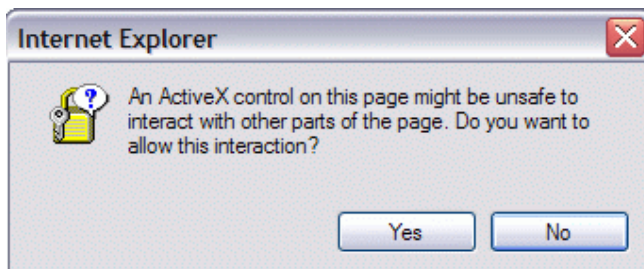 Internet Explorer
An ActiveX control on this page might be unsafe to
interact with other parts of the page. Do you want to
allow this interaction?
Yes
No